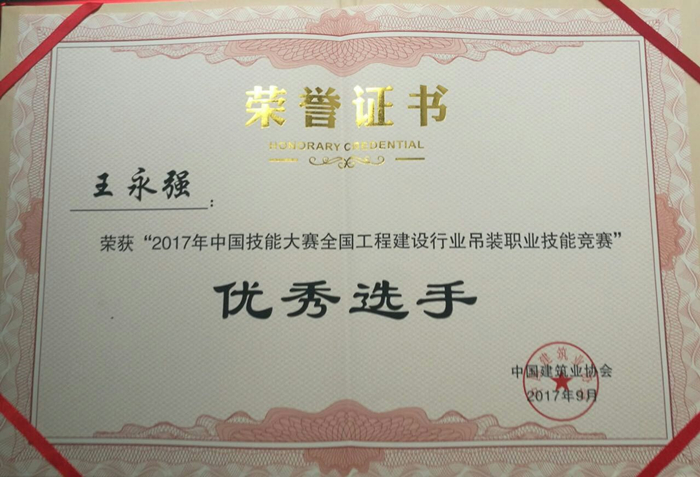 荣誉证书
HONORARY CREDENTIAL
王永强：
荣获“2017年中国技能大赛全国工程建设行业吊装职业技能竞赛”
优秀选手
中国建筑业协会
2017年9月